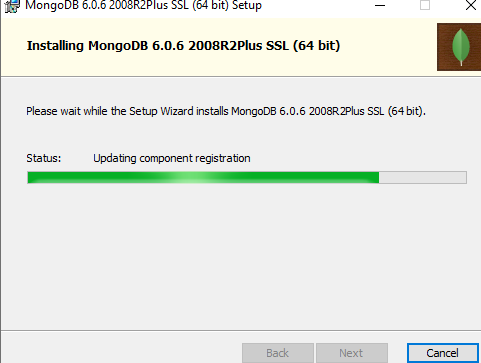 MongoDB 6.0.6 2008R2Plus SSL (64 bit) Setup
Installing MongoDB 6.0.6 2008R2Plus SSL (64 bit)
Please wait while the Setup Wizard installs MongoDB 6.0.6 2008R2Plus SSL (64 bit).
Status: Updating component registration
Back Next Cancel